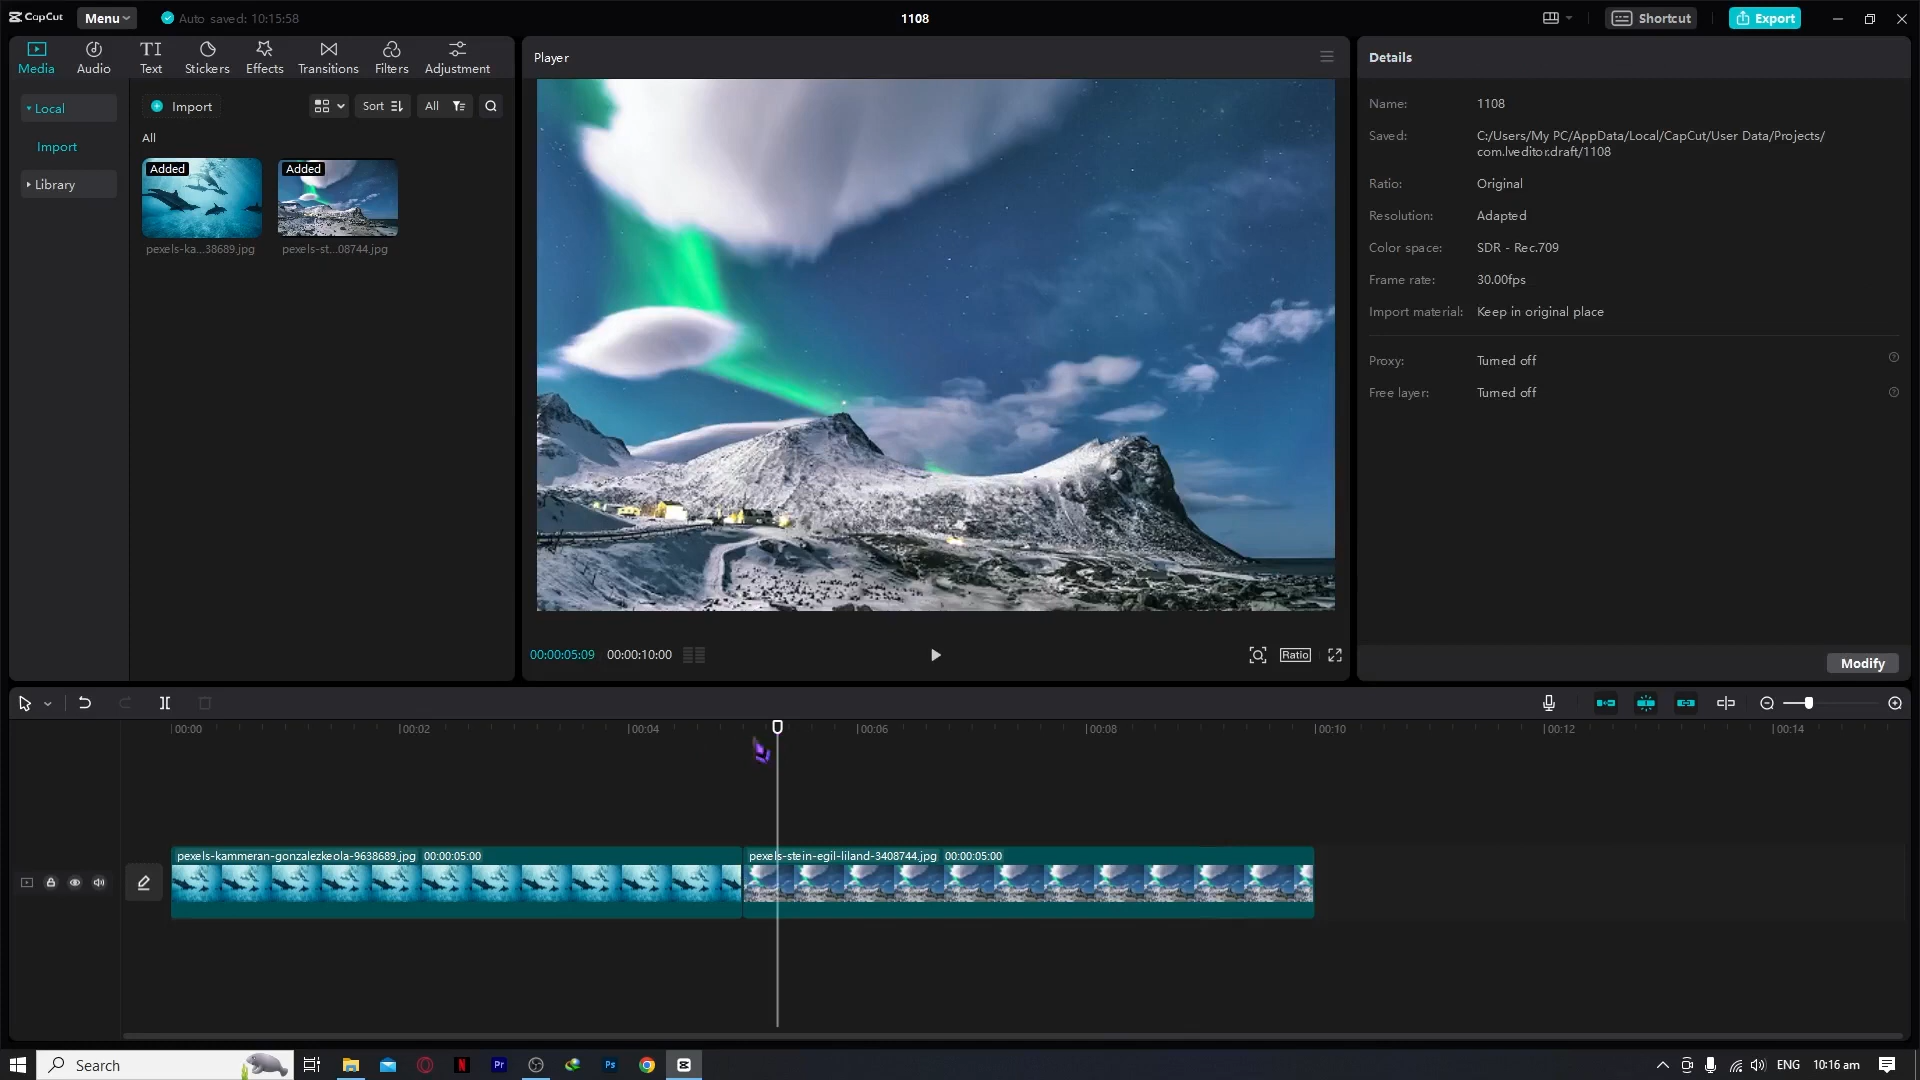 CapCut
Menu
Auto saved: 10:15:58
1108
Shortcut
Export
Media
Audio
Text
Stickers
Effects
Transitions
Filters
Adjustment
Local
Import
Library
Import
Sort
All
All
Added
Added
pexels-ka...38689.jpg
pexels-st...08744.jpg
Player
00:00:05:09
00:00:10:00
Ratio
Details
Name: 1108
Saved: C:/Users/My PC/AppData/Local/CapCut/User Data/Projects/
com.lveditor.draft/1108
Ratio: Original
Resolution: Adapted
Color space: SDR - Rec.709
Frame rate: 30.00fps
Import material: Keep in original place
Proxy: Turned off
Free layer: Turned off
Modify
00:00
00:02
00:04
00:06
00:08
00:10
00:12
00:14
pexels-kammeran-gonzalezkeola-9638689.jpg 00:00:05:00
pexels-stein-egil-liland-3408744.jpg 00:00:05:00
Search
Pr
Ps
ENG
10:16 am